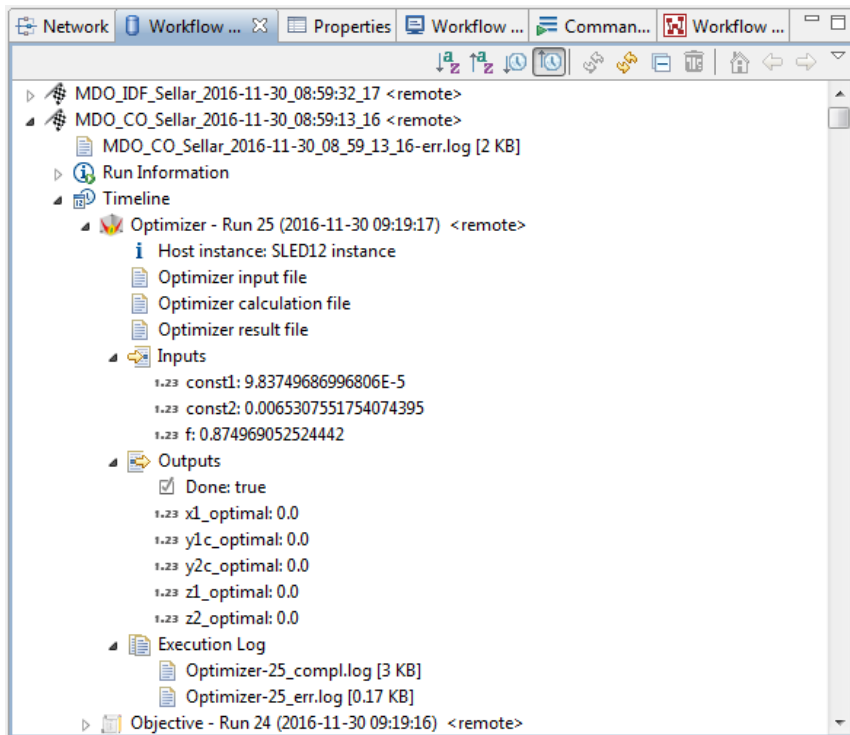 Network Workflow ... Properties Workflow ... Comman... Workflow ...
MDO_IDF_Sellar_2016-11-30_08:59:32_17 <remote>
MDO_CO_Sellar_2016-11-30_08:59:13_16 <remote>
MDO_CO_Sellar_2016-11-30_08_59_13_16-err.log [2 KB]
Run Information
Timeline
Optimizer - Run 25 (2016-11-30 09:19:17) <remote>
Host instance: SLED12 instance
Optimizer input file
Optimizer calculation file
Optimizer result file
Inputs
1.23 const1: 9.83749686996806E-5
1.23 const2: 0.0065307551754074395
1.23 f: 0.874969052524442
Outputs
Done: true
1.23 x1_optimal: 0.0
1.23 y1c_optimal: 0.0
1.23 y2c_optimal: 0.0
1.23 z1_optimal: 0.0
1.23 z2_optimal: 0.0
Execution Log
Optimizer-25_compl.log [3 KB]
Optimizer-25_err.log [0.17 KB]
Objective - Run 24 (2016-11-30 09:19:16) <remote>